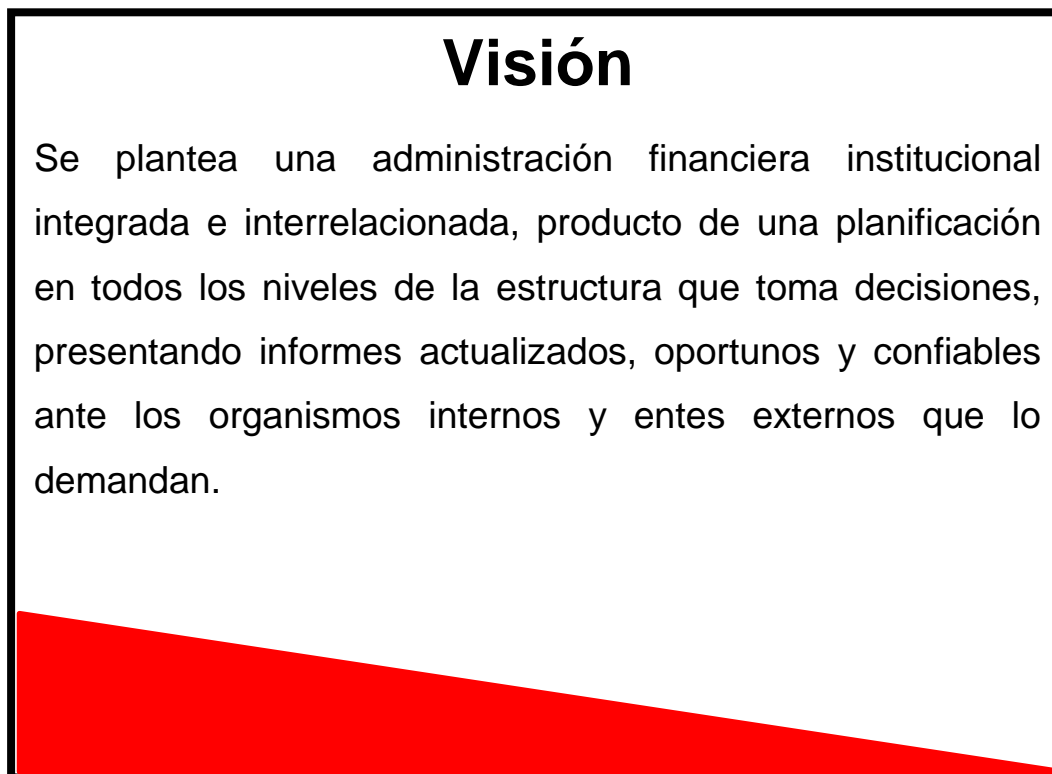 Visión
Se plantea una administración financiera institucional
integrada e interrelacionada, producto de una planificación
en todos los niveles de la estructura que toma decisiones,
presentando informes actualizados, oportunos y confiables
ante los organismos internos y entes externos que lo
demandan.